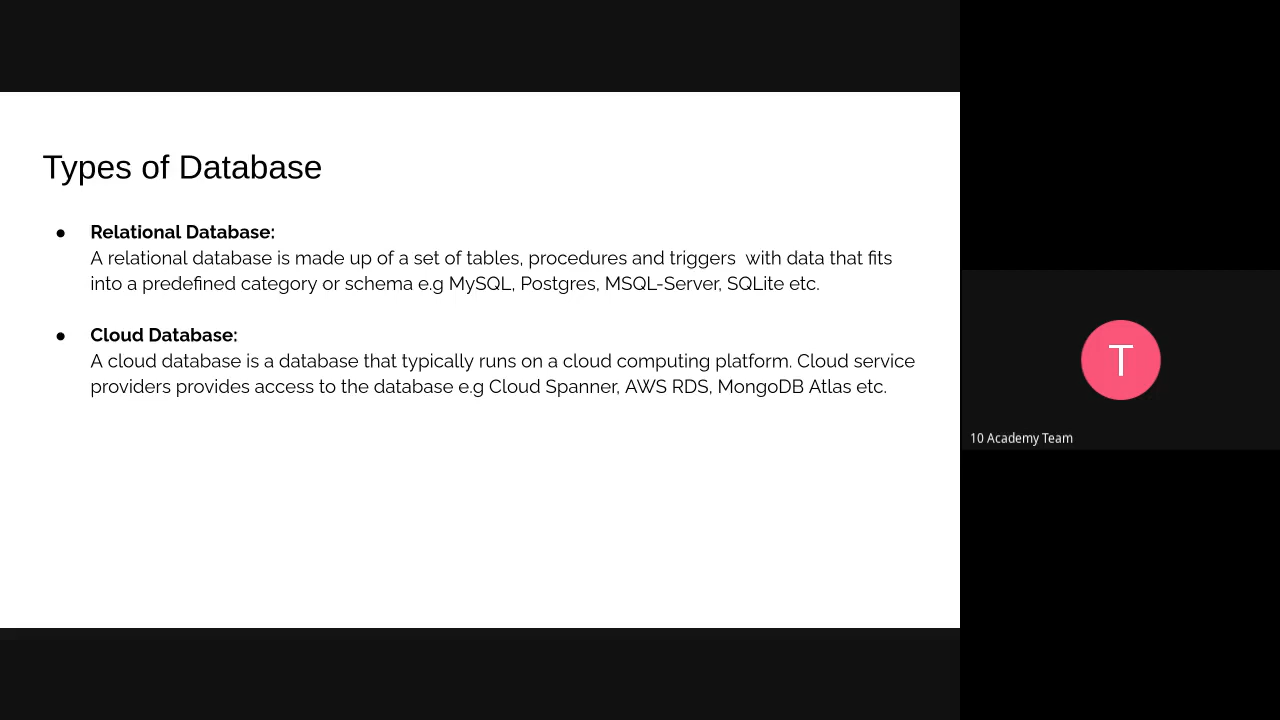 Types of Database
● Relational Database:
A relational database is made up of a set of tables, procedures and triggers  with data that fits
into a predefined category or schema e.g MySQL, Postgres, MSQL-Server, SQLite etc.
● Cloud Database:
A cloud database is a database that typically runs on a cloud computing platform. Cloud service
providers provides access to the database e.g Cloud Spanner, AWS RDS, MongoDB Atlas etc.
T
10 Academy Team